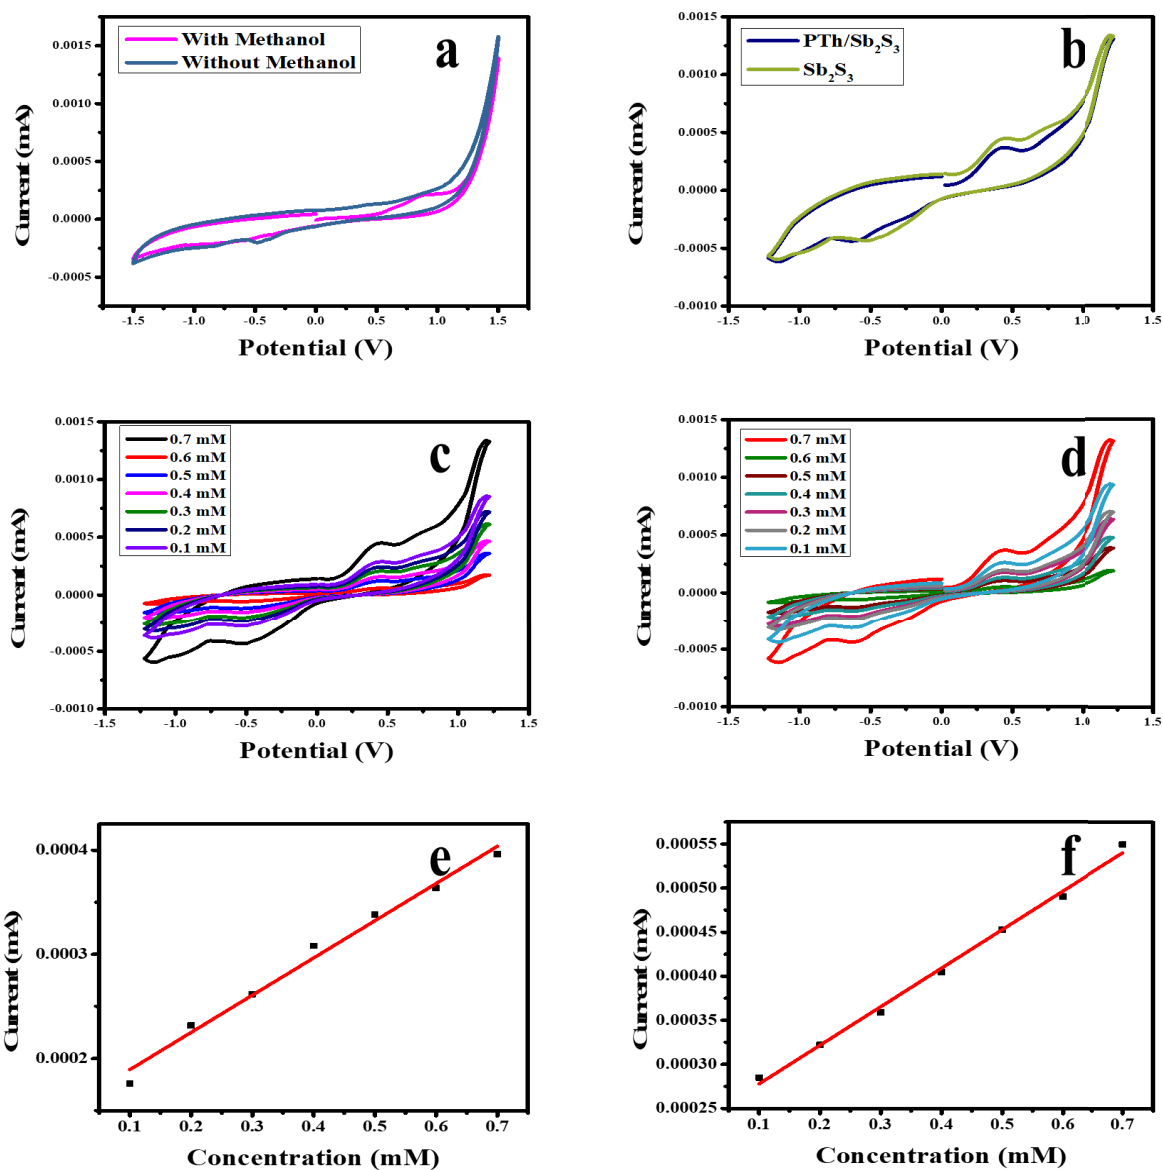 a
With Methanol
Without Methanol
0.0015
0.0010
0.0005
0.0000
-0.0005
Current (mA)
-1.5 -1.0 -0.5 0.0 0.5 1.0 1.5
Potential (V)
b
PTh/Sb₂S₃
Sb₂S₃
0.0015
0.0010
0.0005
0.0000
-0.0005
-0.0010
Current (mA)
-1.5 -1.0 -0.5 0.0 0.5 1.0 1.5
Potential (V)
c
0.7 mM
0.6 mM
0.5 mM
0.4 mM
0.3 mM
0.2 mM
0.1 mM
0.0015
0.0010
0.0005
0.0000
-0.0005
-0.0010
Current (mA)
-1.5 -1.0 -0.5 0.0 0.5 1.0 1.5
Potential (V)
d
0.7 mM
0.6 mM
0.5 mM
0.4 mM
0.3 mM
0.2 mM
0.1 mM
0.0015
0.0010
0.0005
0.0000
-0.0005
-0.0010
Current (mA)
-1.5 -1.0 -0.5 0.0 0.5 1.0 1.5
Potential (V)
e
0.0004
0.0003
0.0002
Current (mA)
0.1 0.2 0.3 0.4 0.5 0.6 0.7
Concentration (mM)
f
0.00055
0.00050
0.00045
0.00040
0.00035
0.00030
0.00025
Current (mA)
0.1 0.2 0.3 0.4 0.5 0.6 0.7
Concentration (mM)